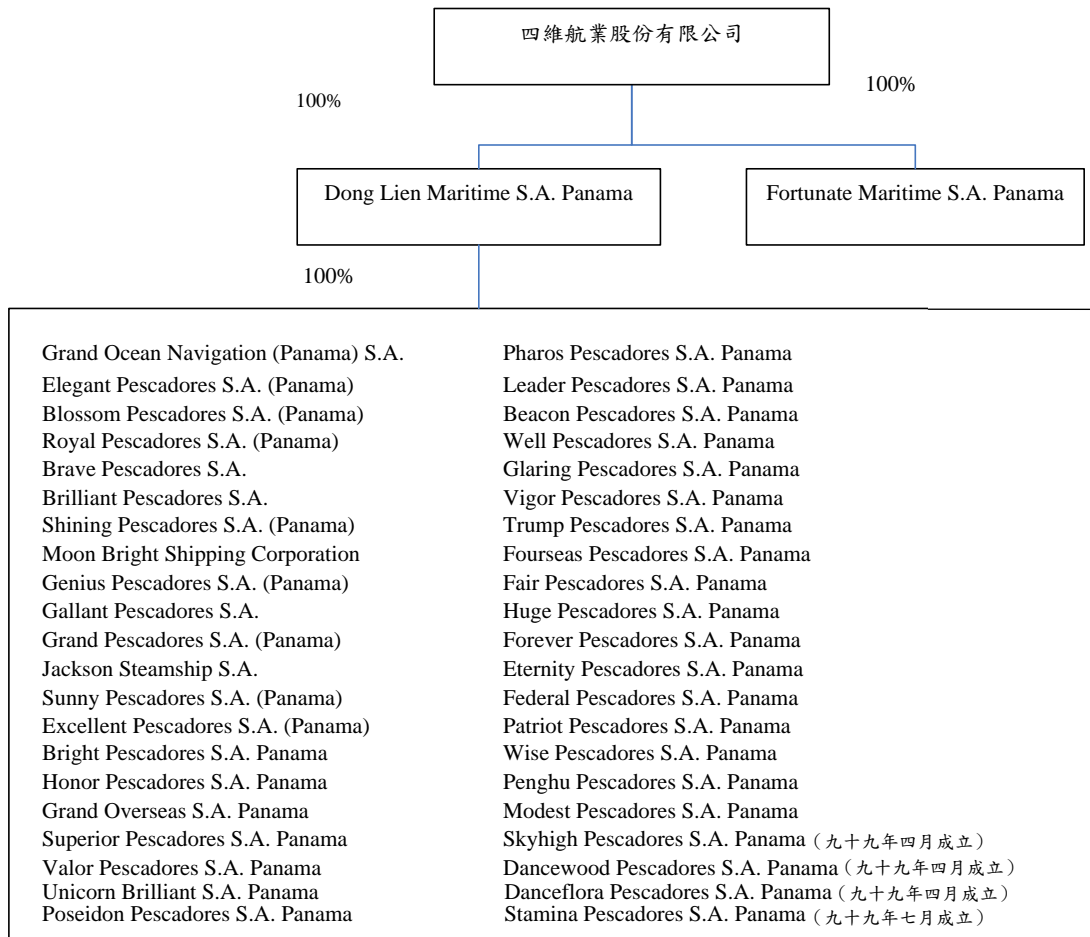 四維航業股份有限公司
100%
100%
Dong Lien Maritime S.A. Panama
Fortunate Maritime S.A. Panama
100%
Grand Ocean Navigation (Panama) S.A.
Elegant Pescadores S.A. (Panama)
Blossom Pescadores S.A. (Panama)
Royal Pescadores S.A. (Panama)
Brave Pescadores S.A.
Brilliant Pescadores S.A.
Shining Pescadores S.A. (Panama)
Moon Bright Shipping Corporation
Genius Pescadores S.A. (Panama)
Gallant Pescadores S.A.
Grand Pescadores S.A. (Panama)
Jackson Steamship S.A.
Sunny Pescadores S.A. (Panama)
Excellent Pescadores S.A. (Panama)
Bright Pescadores S.A. Panama
Honor Pescadores S.A. Panama
Grand Overseas S.A. Panama
Superior Pescadores S.A. Panama
Valor Pescadores S.A. Panama
Unicorn Brilliant S.A. Panama
Poseidon Pescadores S.A. Panama
Pharos Pescadores S.A. Panama
Leader Pescadores S.A. Panama
Beacon Pescadores S.A. Panama
Well Pescadores S.A. Panama
Glaring Pescadores S.A. Panama
Vigor Pescadores S.A. Panama
Trump Pescadores S.A. Panama
Fourseas Pescadores S.A. Panama
Fair Pescadores S.A. Panama
Huge Pescadores S.A. Panama
Forever Pescadores S.A. Panama
Eternity Pescadores S.A. Panama
Federal Pescadores S.A. Panama
Patriot Pescadores S.A. Panama
Wise Pescadores S.A. Panama
Penghu Pescadores S.A. Panama
Modest Pescadores S.A. Panama
Skyhigh Pescadores S.A. Panama（九十九年四月成立）
Dancewood Pescadores S.A. Panama（九十九年四月成立）
Danceflora Pescadores S.A. Panama（九十九年四月成立）
Stamina Pescadores S.A. Panama（九十九年七月成立）